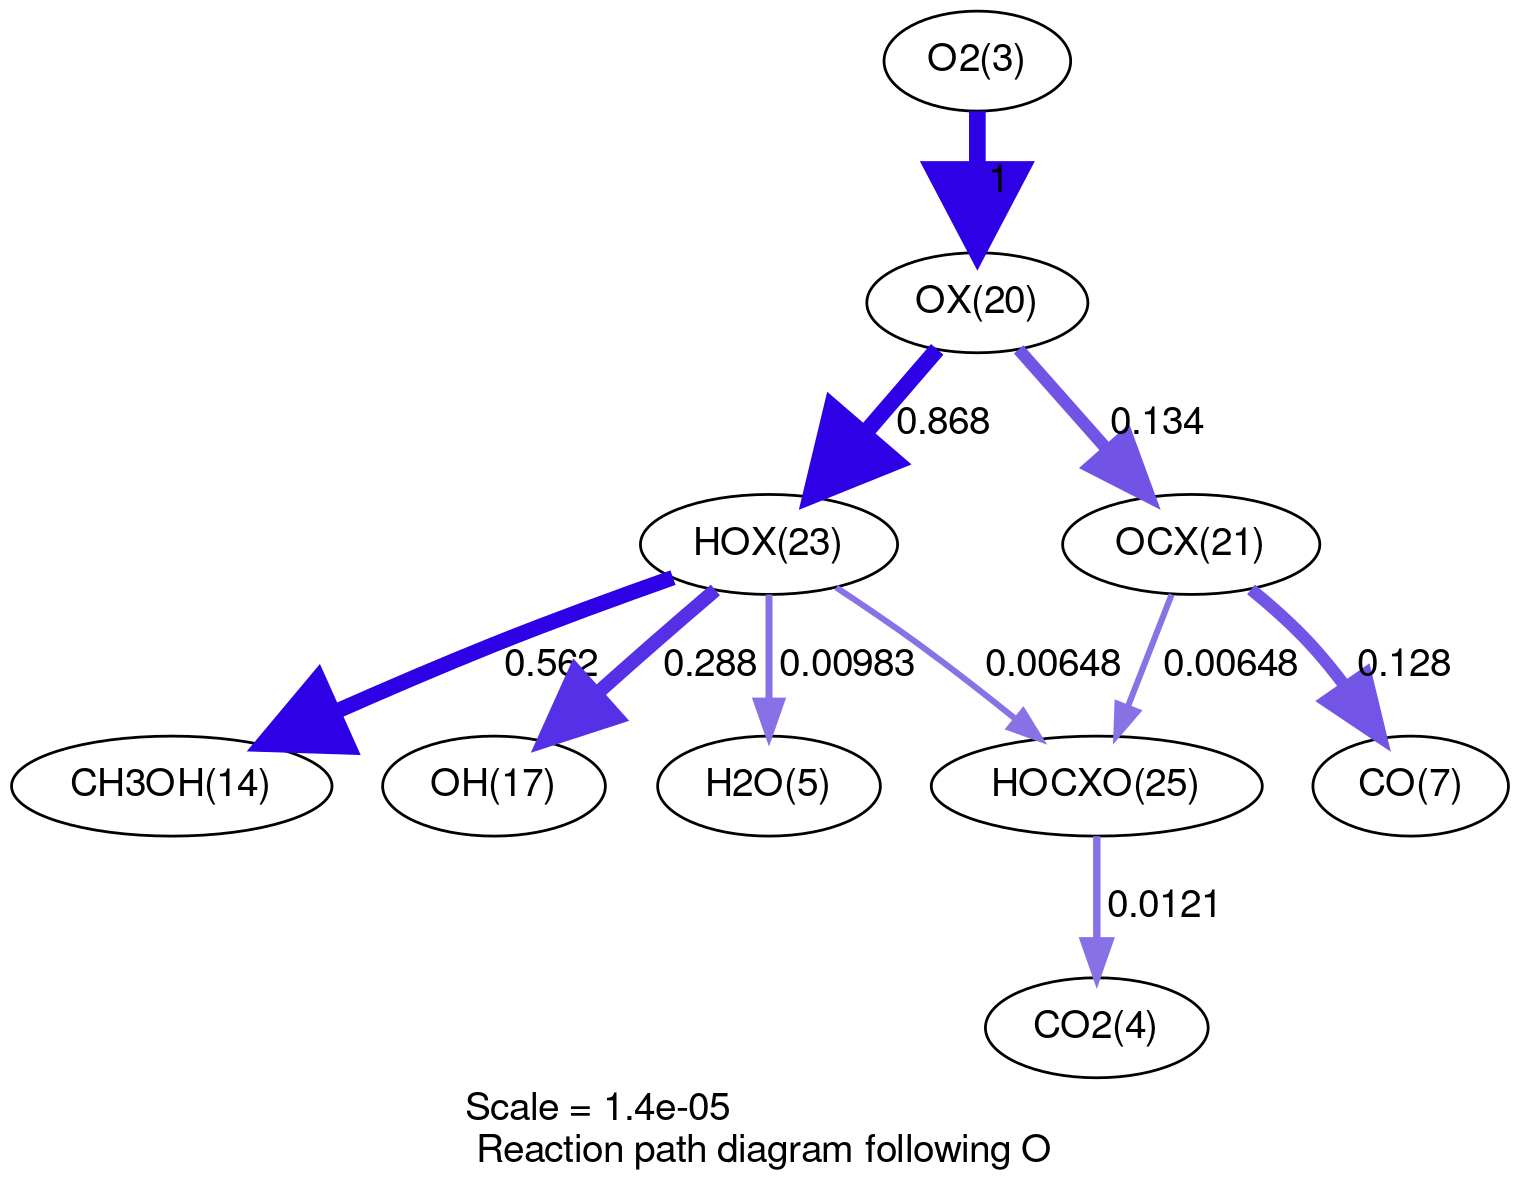 O2(3)
1
OX(20)
0.868
0.134
HOX(23)
OCX(21)
0.562
0.288
0.00983
0.00648
0.00648
0.128
CH3OH(14)
OH(17)
H2O(5)
HOCXO(25)
CO(7)
0.0121
CO2(4)
Scale = 1.4e-05
Reaction path diagram following O